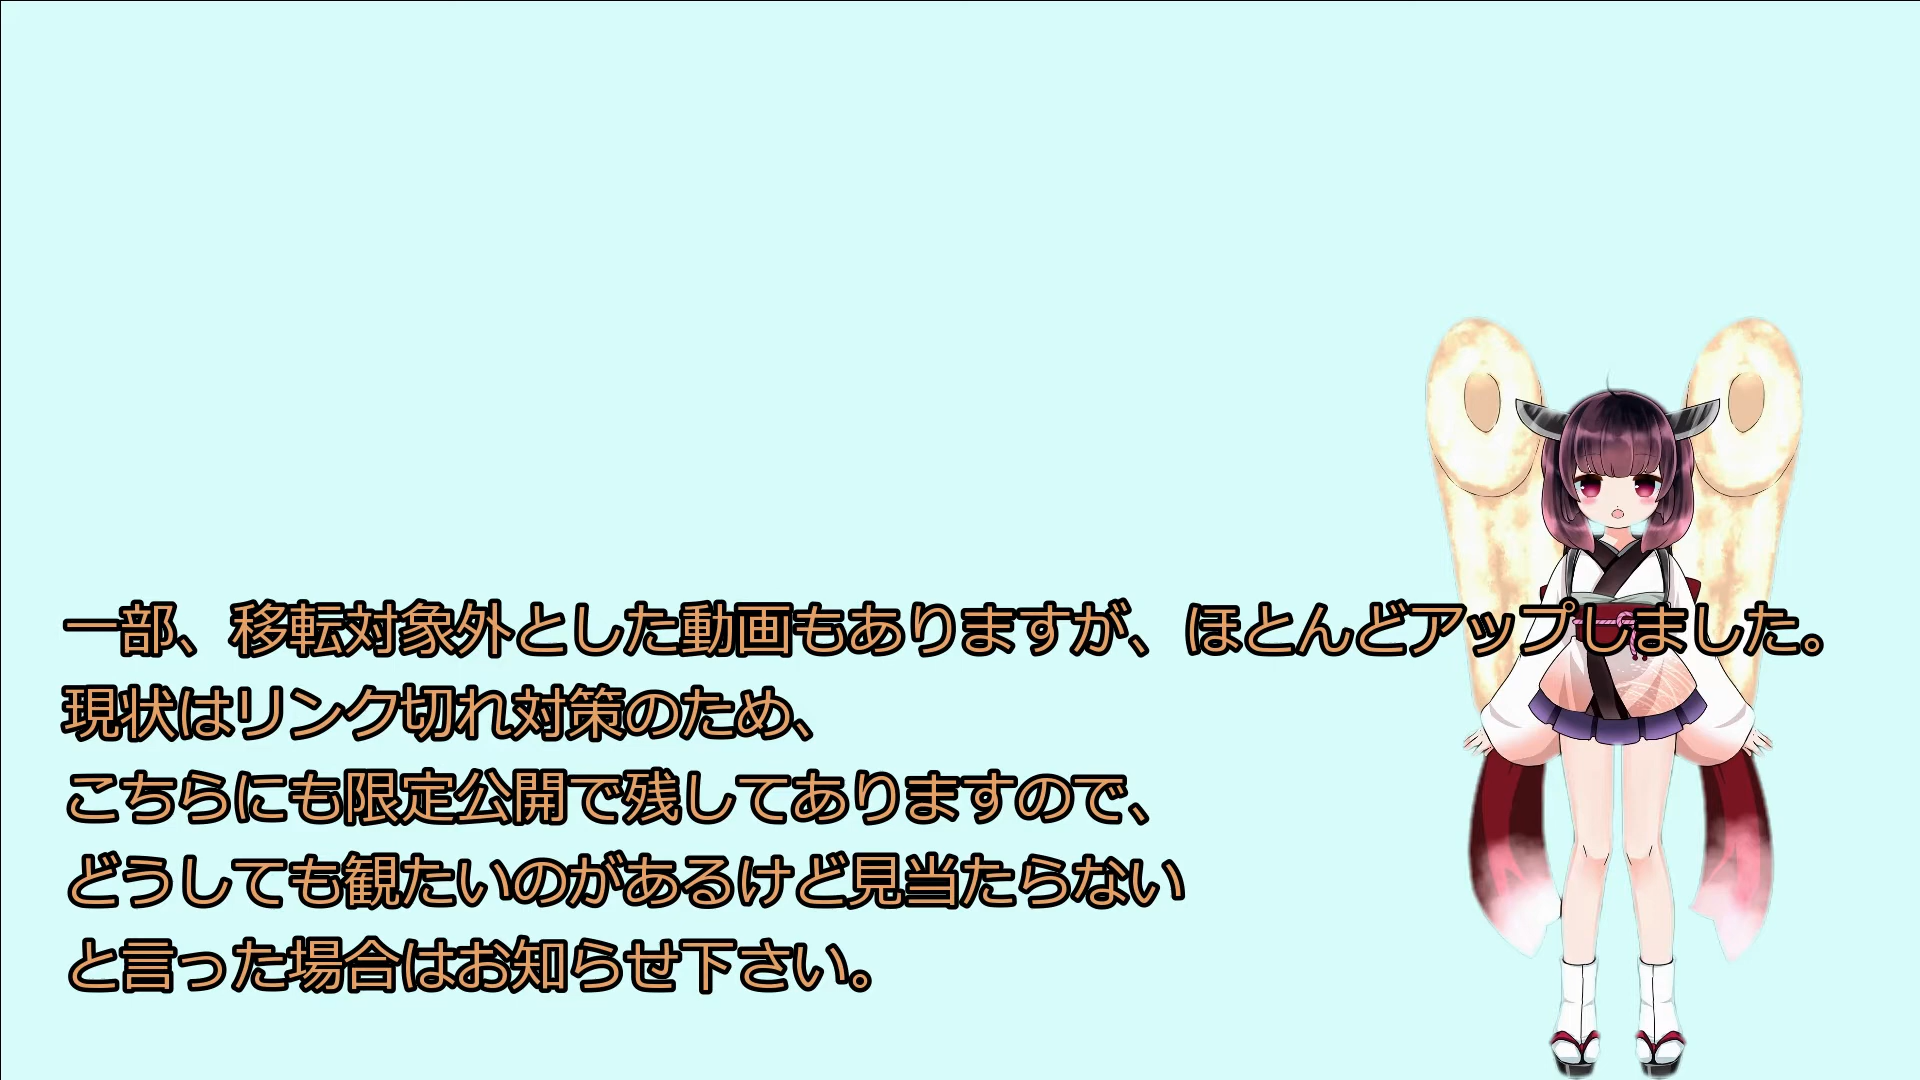 一部、移転対象外とした動画もありますが、ほとんどアップしました。
現状はリンク切れ対策のため、
こちらにも限定公開で残してありますので、
どうしても観たいのがあるけど見当たらない
と言った場合はお知らせ下さい。